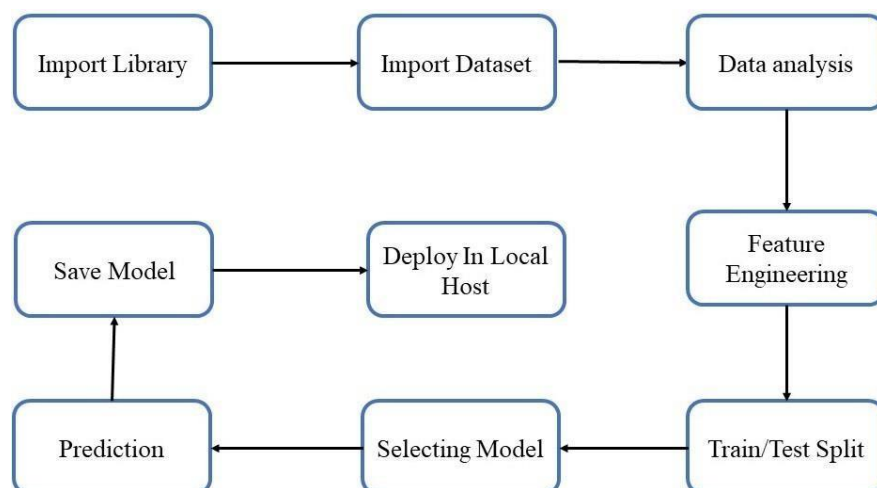 Import Library
Import Dataset
Data analysis
Feature
Engineering
Train/Test Split
Selecting Model
Prediction
Save Model
Deploy In Local
Host